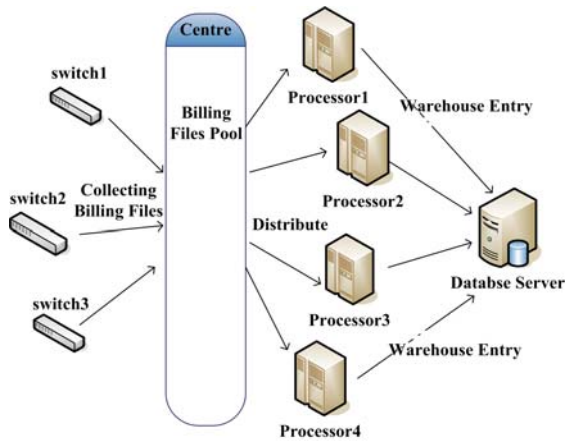 Centre
switch1
switch2
switch3
Collecting
Billing Files
Billing
Files Pool
Distribute
Processor1
Processor2
Processor3
Processor4
Warehouse Entry
Databse Server
Warehouse Entry